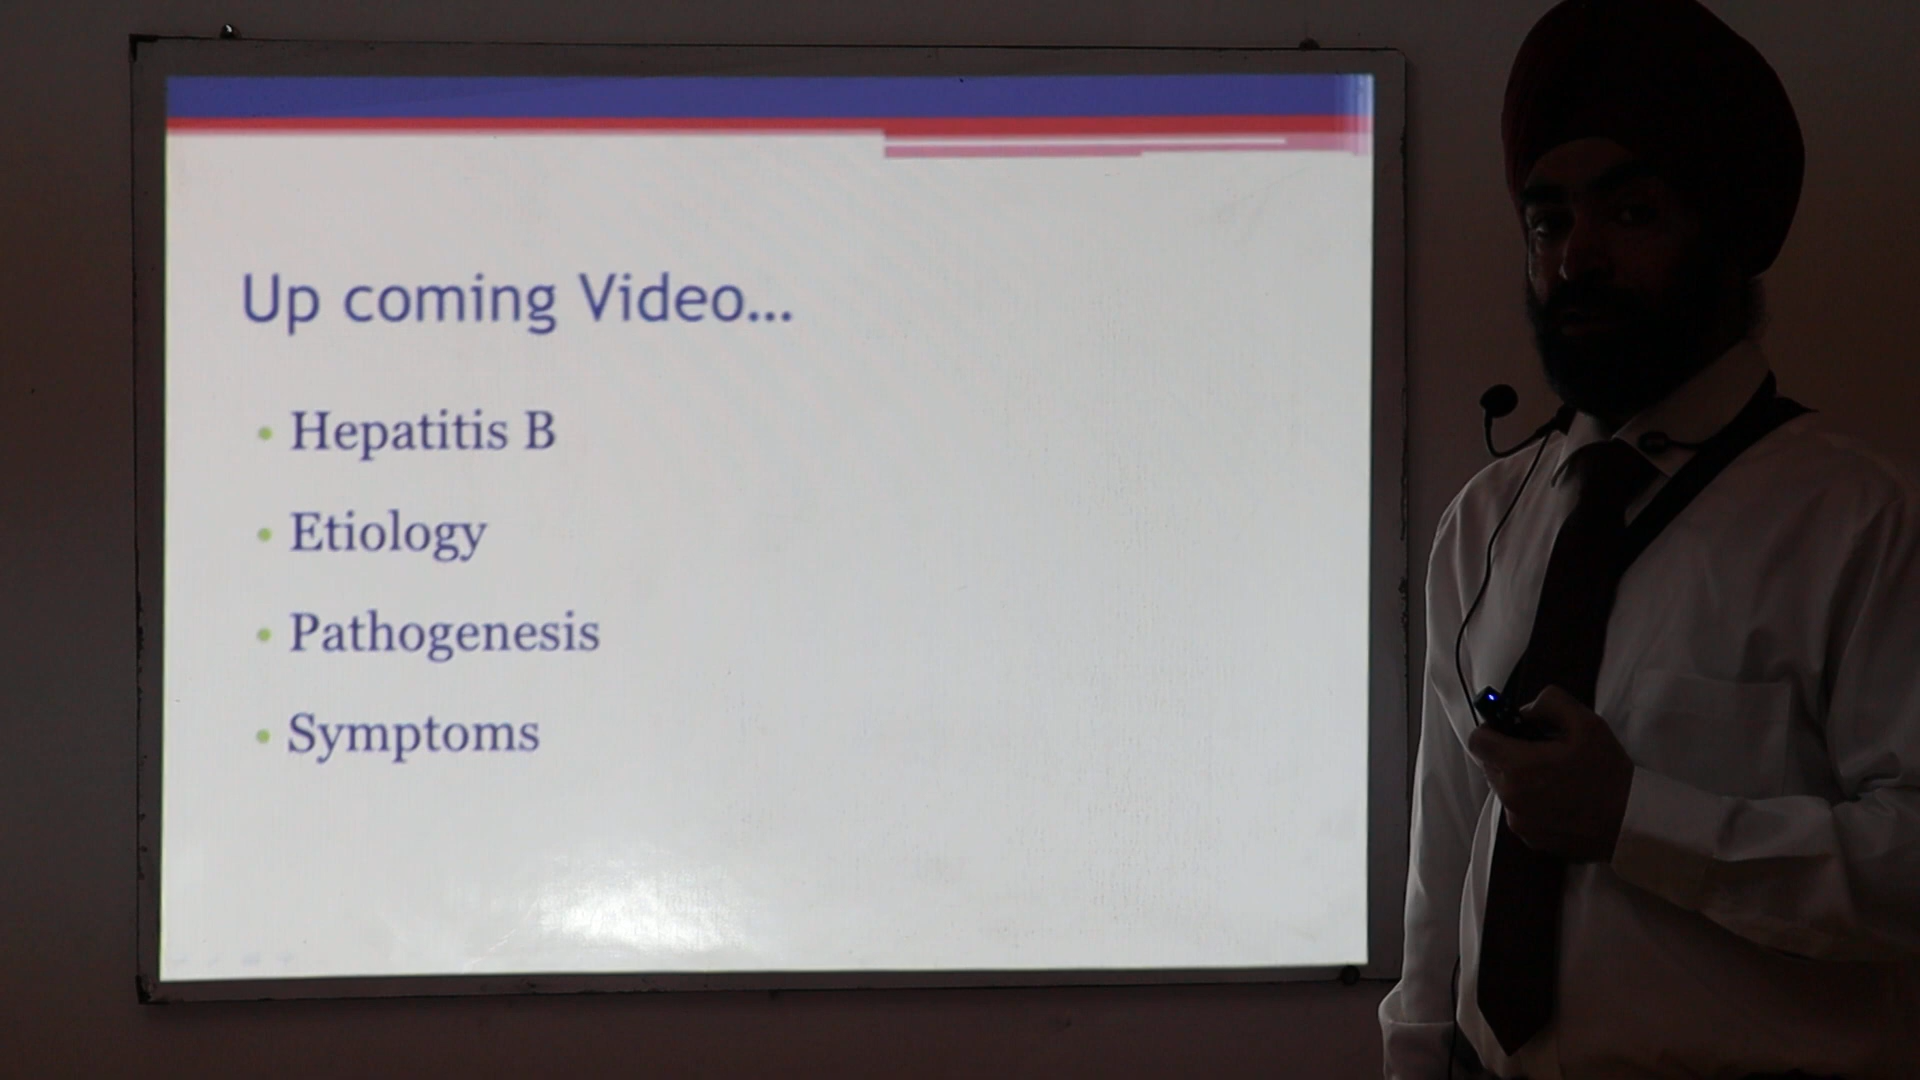 Up coming Video...
• Hepatitis B
• Etiology
• Pathogenesis
• Symptoms